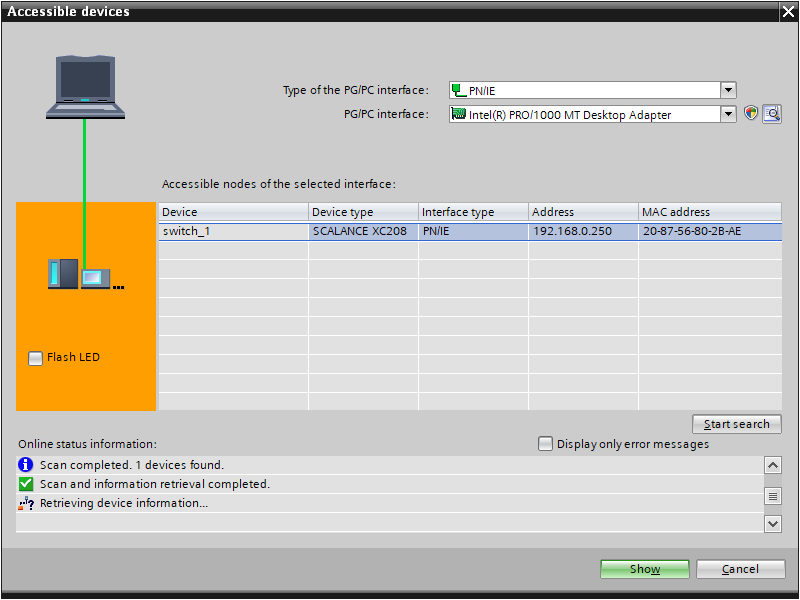 Accessible devices
Type of the PG/PC interface: PN/IE
PG/PC interface: Intel(R) PRO/1000 MT Desktop Adapter
Accessible nodes of the selected interface:
Device Device type Interface type Address MAC address
switch_1 SCALANCE XC208 PN/IE 192.168.0.250 20-87-56-80-2B-AE
Flash LED
Start search
Online status information: Display only error messages
Scan completed. 1 devices found.
Scan and information retrieval completed.
Retrieving device information...
Show Cancel